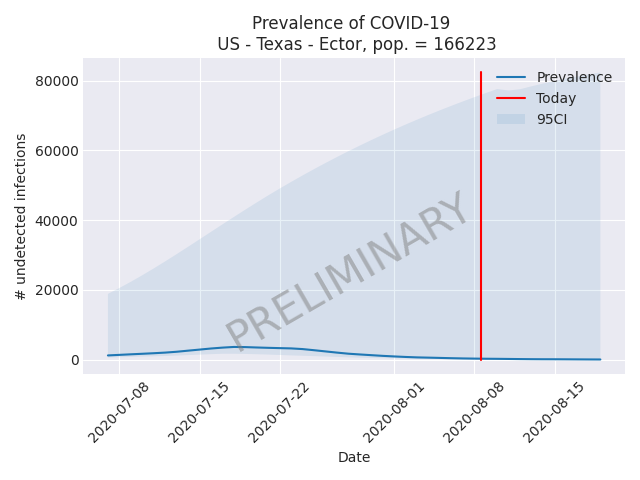 Prevalence of COVID-19
US - Texas - Ector, pop. = 166223
# undetected infections
80000
60000
40000
20000
0
Prevalence
Today
95CI
PRELIMINARY
2020-07-08
2020-07-15
2020-07-22
2020-08-01
2020-08-08
2020-08-15
Date